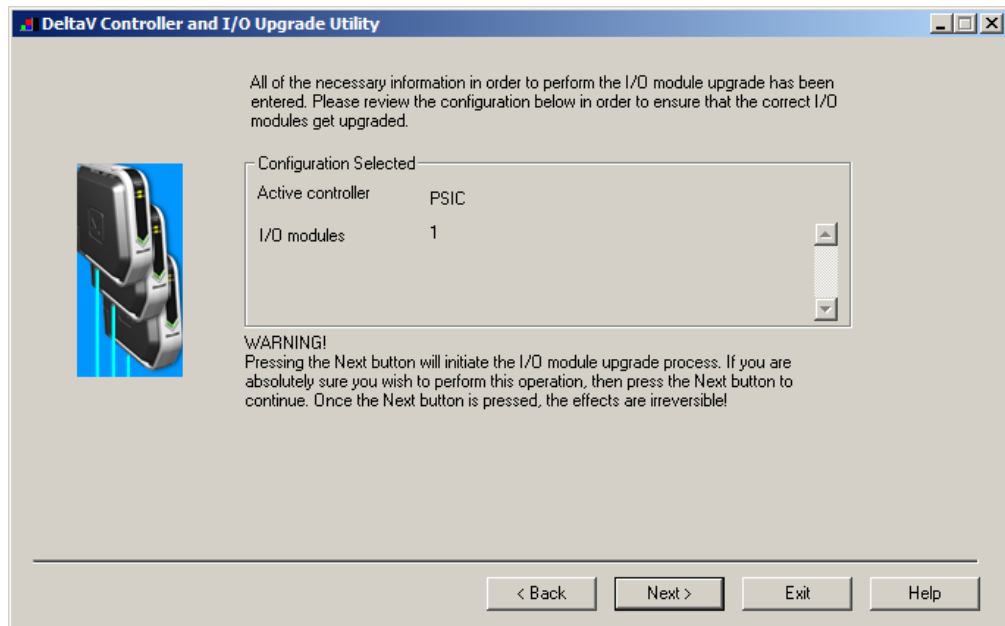 DeltaV Controller and I/O Upgrade Utility
All of the necessary information in order to perform the I/O module upgrade has been
entered. Please review the configuration below in order to ensure that the correct I/O
modules get upgraded.
Configuration Selected
Active controller PSIC
I/O modules 1
WARNING!
Pressing the Next button will initiate the I/O module upgrade process. If you are
absolutely sure you wish to perform this operation, then press the Next button to
continue. Once the Next button is pressed, the effects are irreversible!
< Back Next > Exit Help